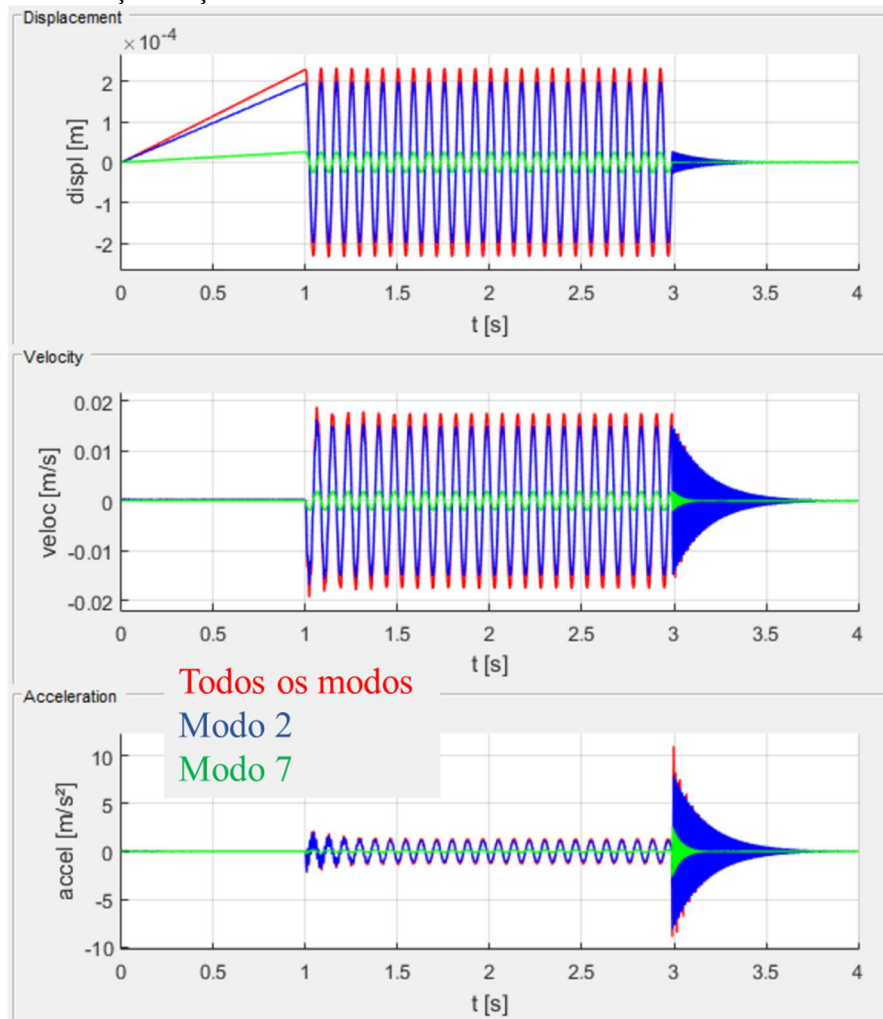 Displacement
×10⁻⁴
2
1
0
-1
-2
displ [m]
0 0.5 1 1.5 2 2.5 3 3.5 4
t [s]
Velocity
0.02
0.01
0
-0.01
-0.02
veloc [m/s]
0 0.5 1 1.5 2 2.5 3 3.5 4
t [s]
Todos os modos
Modo 2
Modo 7
Acceleration
10
5
0
-5
-10
accel [m/s²]
0 0.5 1 1.5 2 2.5 3 3.5 4
t [s]